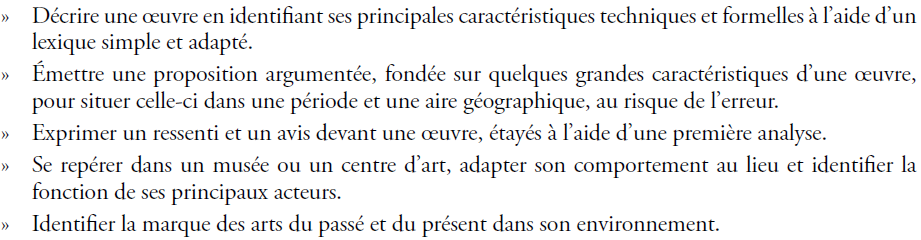 » Décrire une œuvre en identifiant ses principales caractéristiques techniques et formelles à l’aide d’un
lexique simple et adapté.
» Émettre une proposition argumentée, fondée sur quelques grandes caractéristiques d’une œuvre,
pour situer celle-ci dans une période et une aire géographique, au risque de l’erreur.
» Exprimer un ressenti et un avis devant une œuvre, étayés à l’aide d’une première analyse.
» Se repérer dans un musée ou un centre d’art, adapter son comportement au lieu et identifier la
fonction de ses principaux acteurs.
» Identifier la marque des arts du passé et du présent dans son environnement.